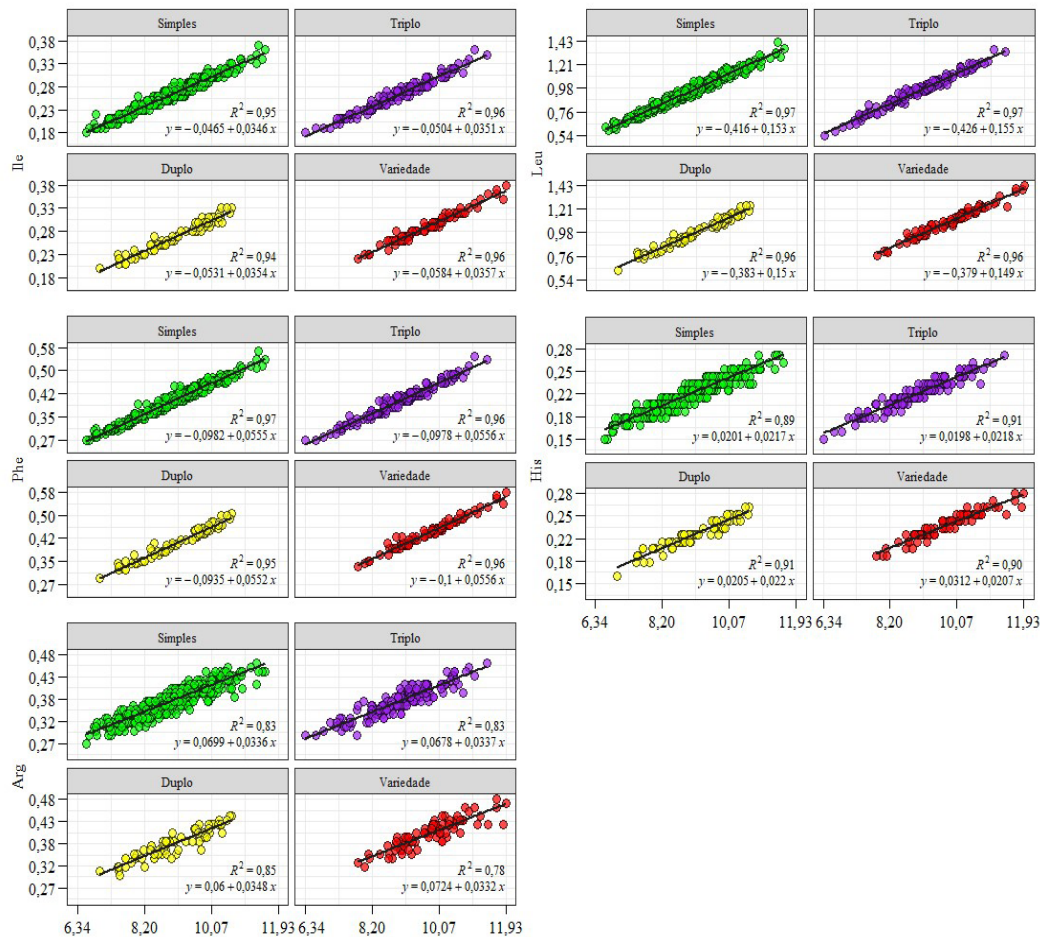 Simples
Triplo
0,38
0,33
0,28
0,23
0,18
R² = 0,95
y = −0,0465 + 0,0346 x
R² = 0,96
y = −0,0504 + 0,0351 x
Ile
Duplo
Variedade
0,38
0,33
0,28
0,23
0,18
R² = 0,94
y = −0,0531 + 0,0354 x
R² = 0,96
y = −0,0584 + 0,0357 x
Simples
Triplo
1,43
1,21
0,98
0,76
0,54
R² = 0,97
y = −0,416 + 0,153 x
R² = 0,97
y = −0,426 + 0,155 x
Leu
Duplo
Variedade
1,43
1,21
0,98
0,76
0,54
R² = 0,96
y = −0,383 + 0,15 x
R² = 0,96
y = −0,379 + 0,149 x
Simples
Triplo
0,58
0,50
0,42
0,35
0,27
R² = 0,97
y = −0,0982 + 0,0555 x
R² = 0,96
y = −0,0978 + 0,0556 x
Phe
Duplo
Variedade
0,58
0,50
0,42
0,35
0,27
R² = 0,95
y = −0,0935 + 0,0552 x
R² = 0,96
y = −0,1 + 0,0556 x
Simples
Triplo
0,28
0,25
0,22
0,18
0,15
R² = 0,89
y = 0,0201 + 0,0217 x
R² = 0,91
y = 0,0198 + 0,0218 x
His
Duplo
Variedade
0,28
0,25
0,22
0,18
0,15
R² = 0,91
y = 0,0205 + 0,022 x
R² = 0,90
y = 0,0312 + 0,0207 x
6,34 8,20 10,07 11,93 6,34 8,20 10,07 11,93
Simples
Triplo
0,48
0,43
0,38
0,32
0,27
R² = 0,83
y = 0,0699 + 0,0336 x
R² = 0,83
y = 0,0678 + 0,0337 x
Arg
Duplo
Variedade
0,48
0,43
0,38
0,32
0,27
R² = 0,85
y = 0,06 + 0,0348 x
R² = 0,78
y = 0,0724 + 0,0332 x
6,34 8,20 10,07 11,93 6,34 8,20 10,07 11,93